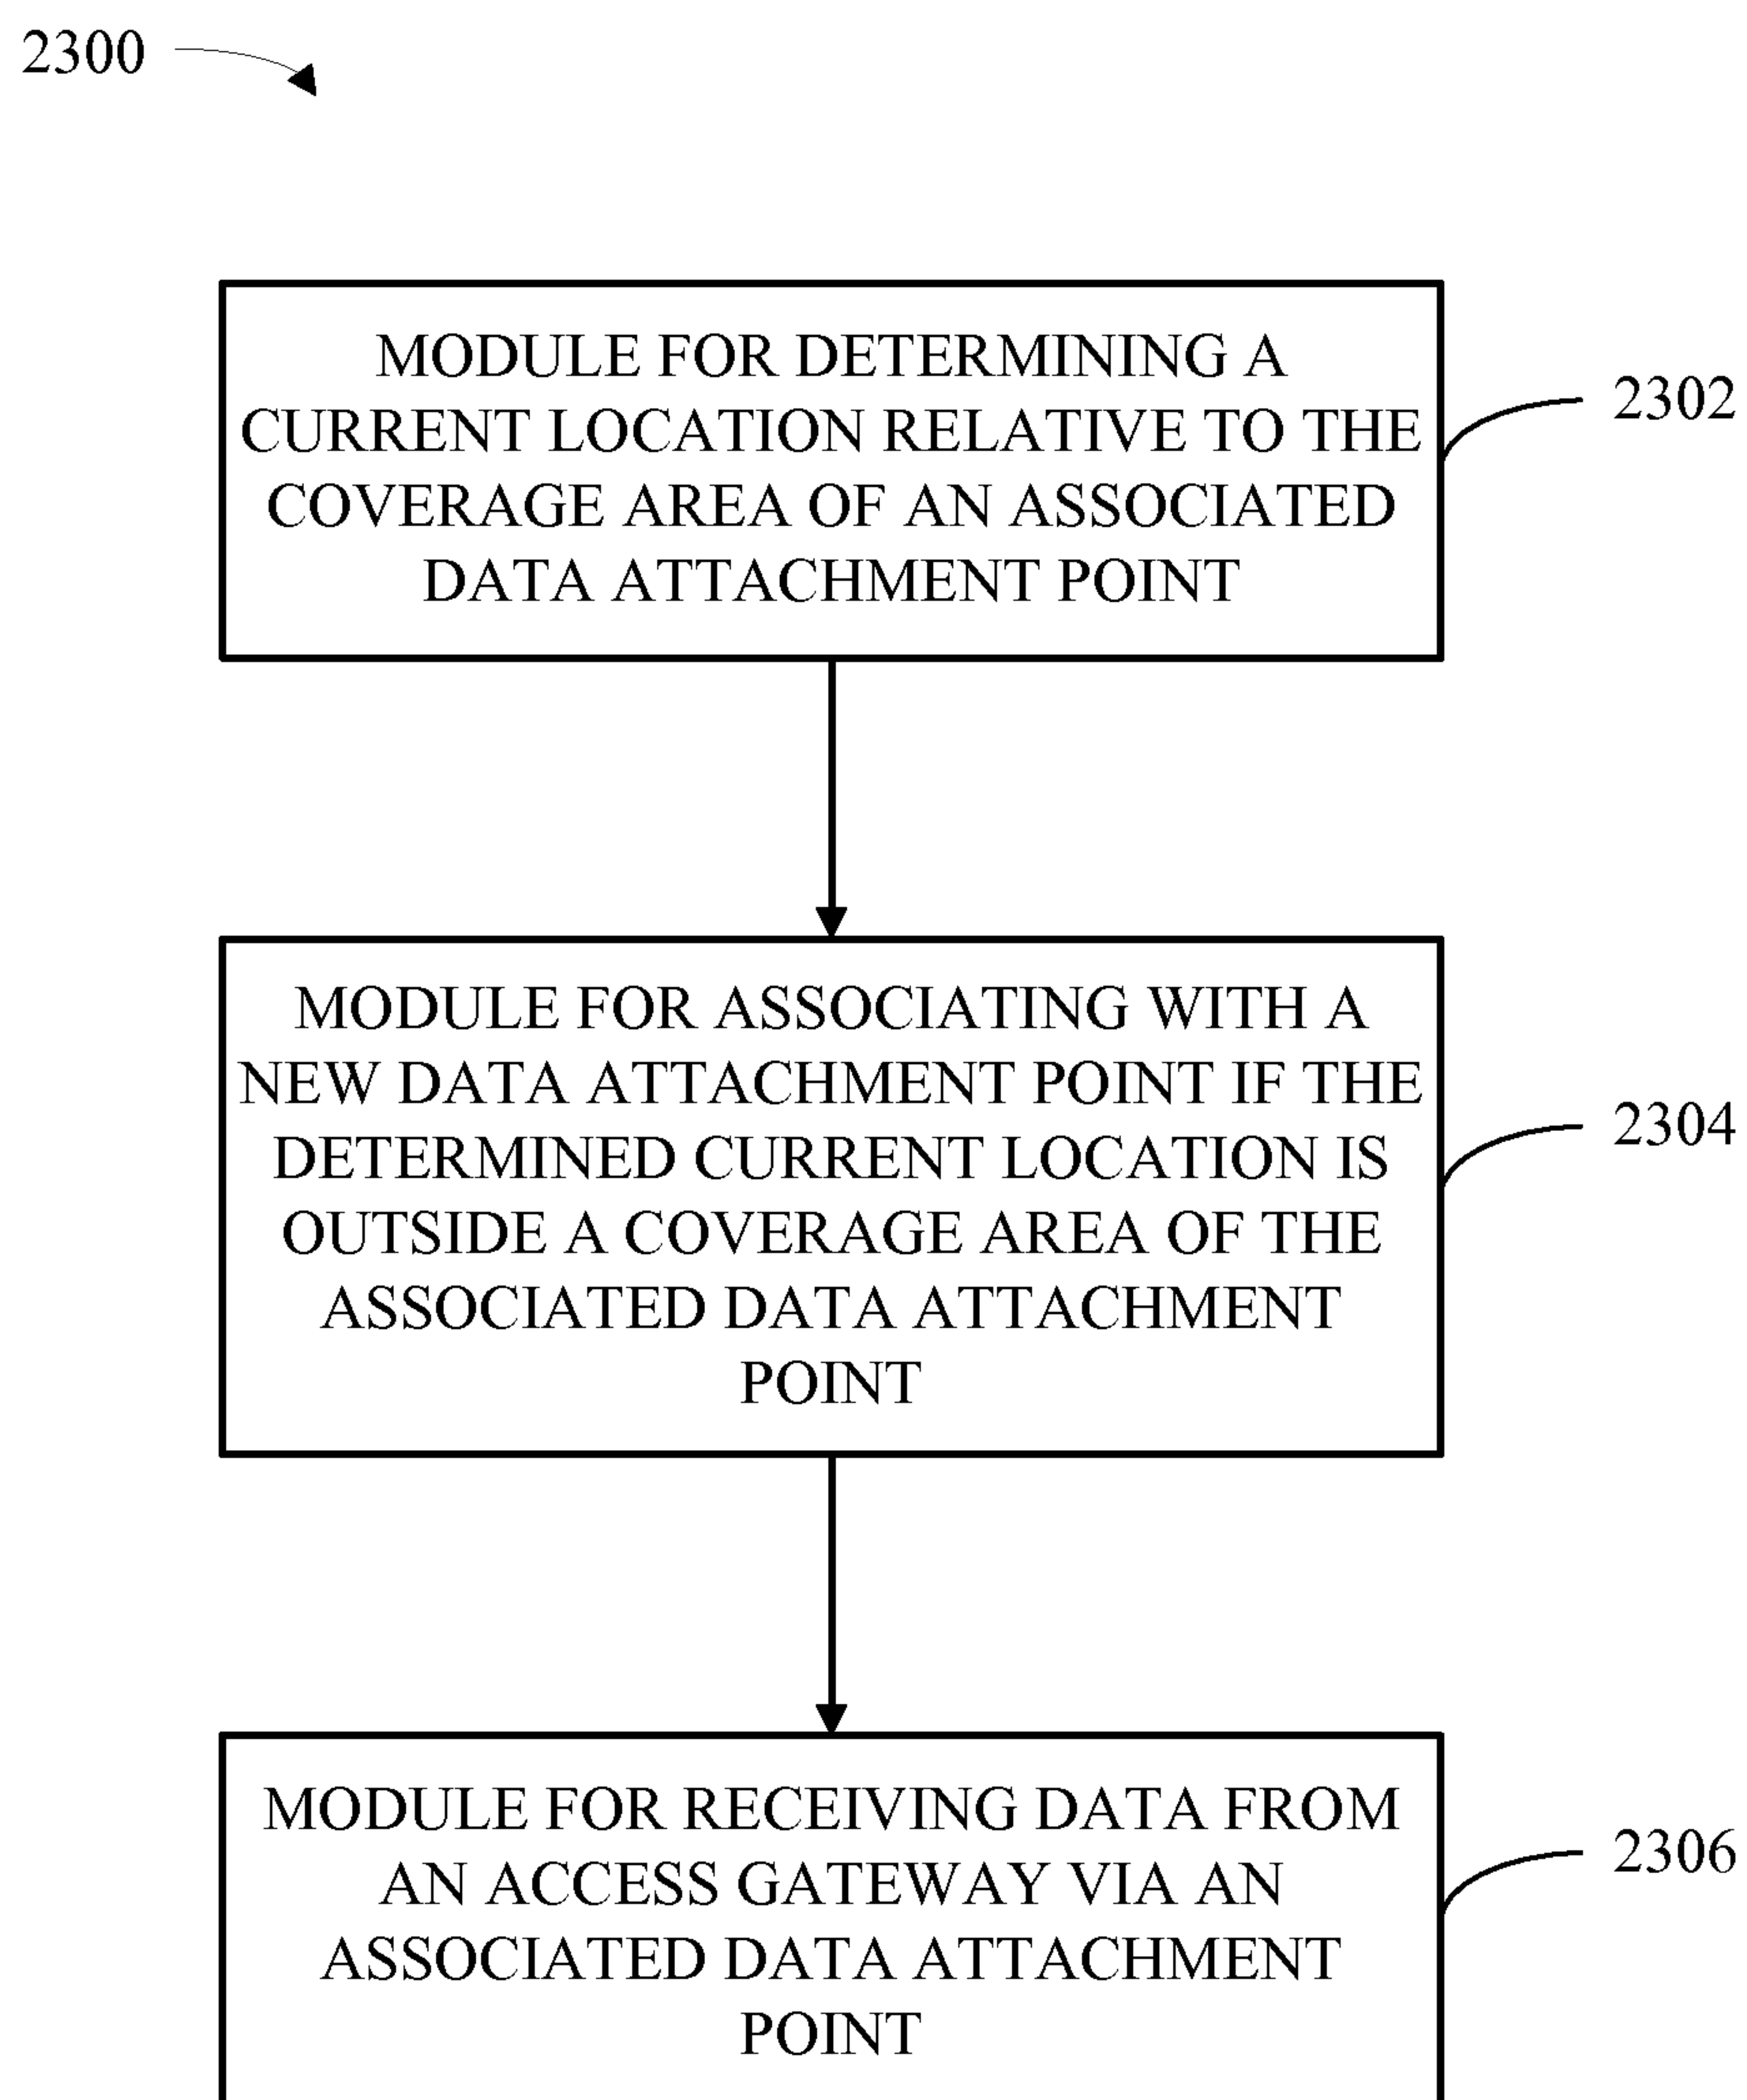 2300
MODULE FOR DETERMINING A
CURRENT LOCATION RELATIVE TO THE
COVERAGE AREA OF AN ASSOCIATED
DATA ATTACHMENT POINT
2302
MODULE FOR ASSOCIATING WITH A
NEW DATA ATTACHMENT POINT IF THE
DETERMINED CURRENT LOCATION IS
OUTSIDE A COVERAGE AREA OF THE
ASSOCIATED DATA ATTACHMENT
POINT
2304
MODULE FOR RECEIVING DATA FROM
AN ACCESS GATEWAY VIA AN
ASSOCIATED DATA ATTACHMENT
POINT
2306